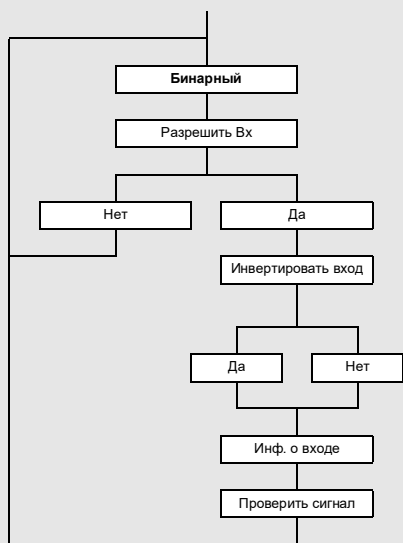 Бинарный
Разрешить Вх
Нет
Да
Инвертировать вход
Да
Нет
Инф. о входе
Проверить сигнал